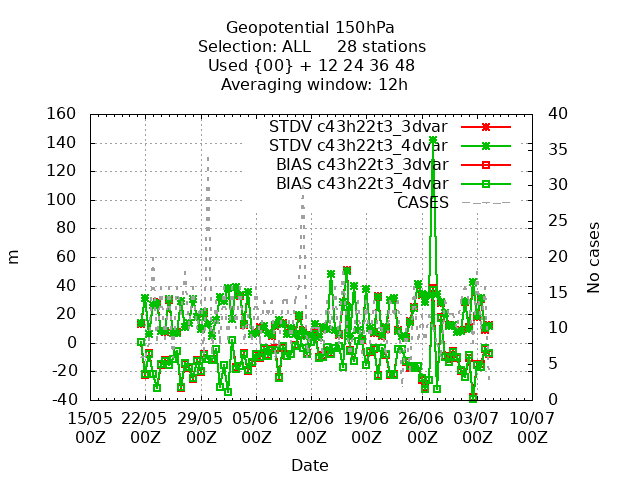 Geopotential 150hPa
Selection: ALL 28 stations
Used {00} + 12 24 36 48
Averaging window: 12h
STDV c43h22t3_3dvar
STDV c43h22t3_4dvar
BIAS c43h22t3_3dvar
BIAS c43h22t3_4dvar
CASES
160
140
120
100
80
60
40
20
0
-20
-40
m
40
35
30
25
20
15
10
5
0
No cases
15/05 22/05 29/05 05/06 12/06 19/06 26/06 03/07 10/07
00Z 00Z 00Z 00Z 00Z 00Z 00Z 00Z 00Z
Date